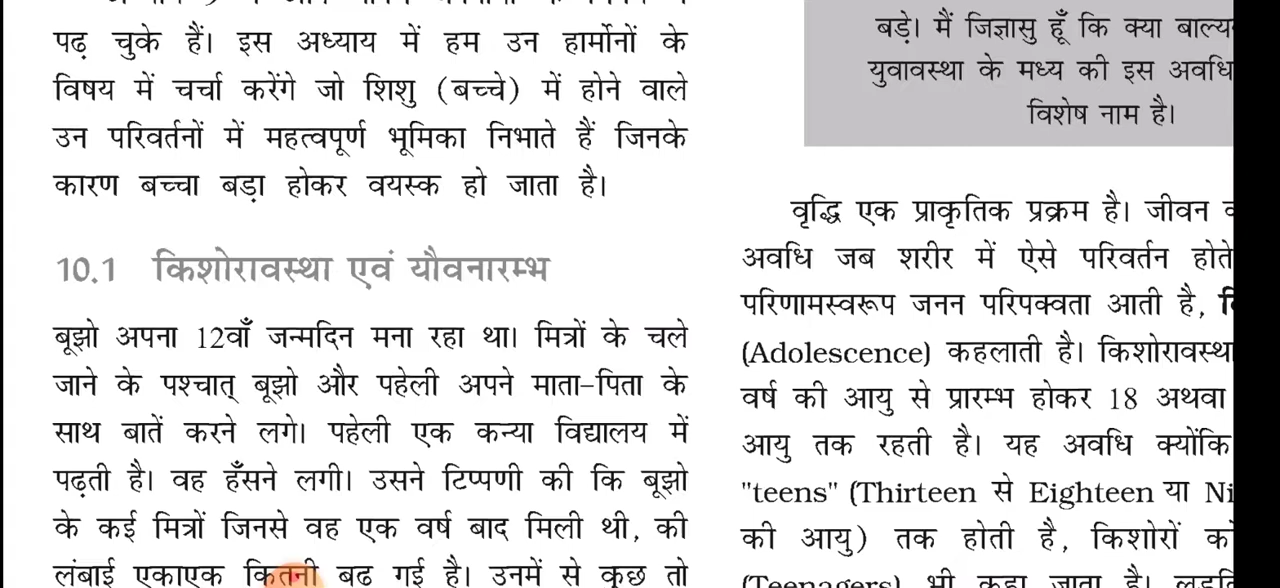 पढ़ चुके हैं। इस अध्याय में हम उन हार्मोनों के
विषय में चर्चा करेंगे जो शिशु (बच्चे) में होने वाले
उन परिवर्तनों में महत्वपूर्ण भूमिका निभाते हैं जिनके
कारण बच्चा बड़ा होकर वयस्क हो जाता है।
10.1 किशोरावस्था एवं यौवनारम्भ
बूझो अपना 12वाँ जन्मदिन मना रहा था। मित्रों के चले
जाने के पश्चात् बूझो और पहेली अपने माता-पिता के
साथ बातें करने लगे। पहेली एक कन्या विद्यालय में
पढ़ती है। वह हँसने लगी। उसने टिप्पणी की कि बूझो
के कई मित्रों जिनसे वह एक वर्ष बाद मिली थी, की
लंबाई एकाएक कितनी बढ़ गई है। उनमें से कुछ तो
बड़े। मैं जिज्ञासु हूँ कि क्या
युवावस्था के मध्य की इस अवधि
विशेष नाम है।
वृद्धि एक प्राकृतिक प्रक्रम है। जीवन
अवधि जब शरीर में ऐसे परिवर्तन होते
परिणामस्वरूप जनन परिपक्वता आती है,
(Adolescence) कहलाती है। किशोरावस्था
वर्ष की आयु से प्रारम्भ होकर 18 अथवा
आयु तक रहती है। यह अवधि क्योंकि
"teens" (Thirteen से Eighteen या
की आयु) तक होती है, किशोरों को
(Teenagers) भी कहा जाता है।